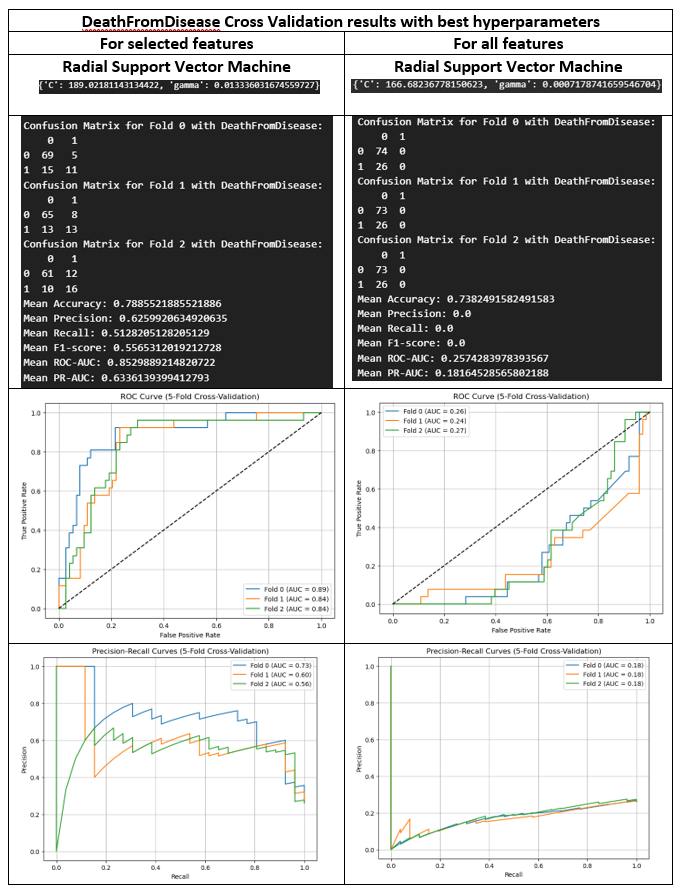 DeathFromDisease Cross Validation results with best hyperparameters
For selected features
For all features
Radial Support Vector Machine
{'C': 189.02181143134422, 'gamma': 0.013336031674559727}
Radial Support Vector Machine
{'C': 166.68236778150623, 'gamma': 0.0007178741659546704}
Confusion Matrix for Fold 0 with DeathFromDisease:
0 1
0 69 5
1 15 11
Confusion Matrix for Fold 1 with DeathFromDisease:
0 1
0 65 8
1 13 13
Confusion Matrix for Fold 2 with DeathFromDisease:
0 1
0 61 12
1 10 16
Mean Accuracy: 0.7885521885521886
Mean Precision: 0.6259920634920635
Mean Recall: 0.5128205128205129
Mean F1-score: 0.5565312019212728
Mean ROC-AUC: 0.8529889214820722
Mean PR-AUC: 0.6336139399412793
Confusion Matrix for Fold 0 with DeathFromDisease:
0 1
0 74 0
1 26 0
Confusion Matrix for Fold 1 with DeathFromDisease:
0 1
0 73 0
1 26 0
Confusion Matrix for Fold 2 with DeathFromDisease:
0 1
0 73 0
1 26 0
Mean Accuracy: 0.7382491582491583
Mean Precision: 0.0
Mean Recall: 0.0
Mean F1-score: 0.0
Mean ROC-AUC: 0.2574283978393567
Mean PR-AUC: 0.18164528565802188
ROC Curve (5-Fold Cross-Validation)
True Positive Rate
1.0
0.8
0.6
0.4
0.2
0.0
Fold 0 (AUC = 0.89)
Fold 1 (AUC = 0.84)
Fold 2 (AUC = 0.84)
0.0 0.2 0.4 0.6 0.8 1.0
False Positive Rate
ROC Curve (5-Fold Cross-Validation)
True Positive Rate
1.0
0.8
0.6
0.4
0.2
0.0
Fold 0 (AUC = 0.26)
Fold 1 (AUC = 0.24)
Fold 2 (AUC = 0.27)
0.0 0.2 0.4 0.6 0.8 1.0
False Positive Rate
Precision-Recall Curves (5-Fold Cross-Validation)
Precision
1.0
0.8
0.6
0.4
0.2
0.0
Fold 0 (AUC = 0.73)
Fold 1 (AUC = 0.60)
Fold 2 (AUC = 0.56)
0.0 0.2 0.4 0.6 0.8 1.0
Recall
Precision-Recall Curves (5-Fold Cross-Validation)
Precision
1.0
0.8
0.6
0.4
0.2
0.0
Fold 0 (AUC = 0.18)
Fold 1 (AUC = 0.18)
Fold 2 (AUC = 0.18)
0.0 0.2 0.4 0.6 0.8 1.0
Recall